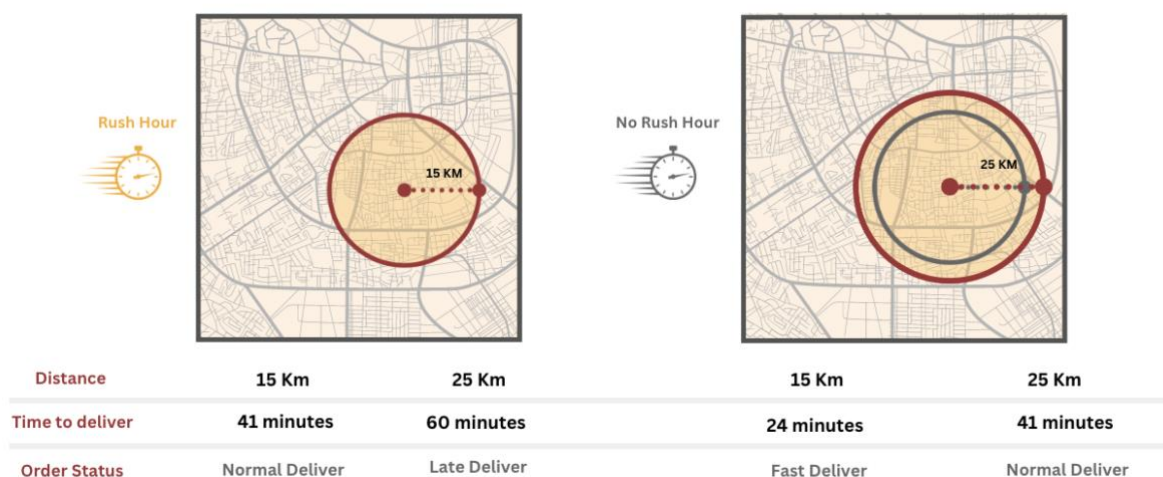 Rush Hour
15 KM
No Rush Hour
25 KM
Distance 15 Km 25 Km 15 Km 25 Km
Time to deliver 41 minutes 60 minutes 24 minutes 41 minutes
Order Status Normal Deliver Late Deliver Fast Deliver Normal Deliver